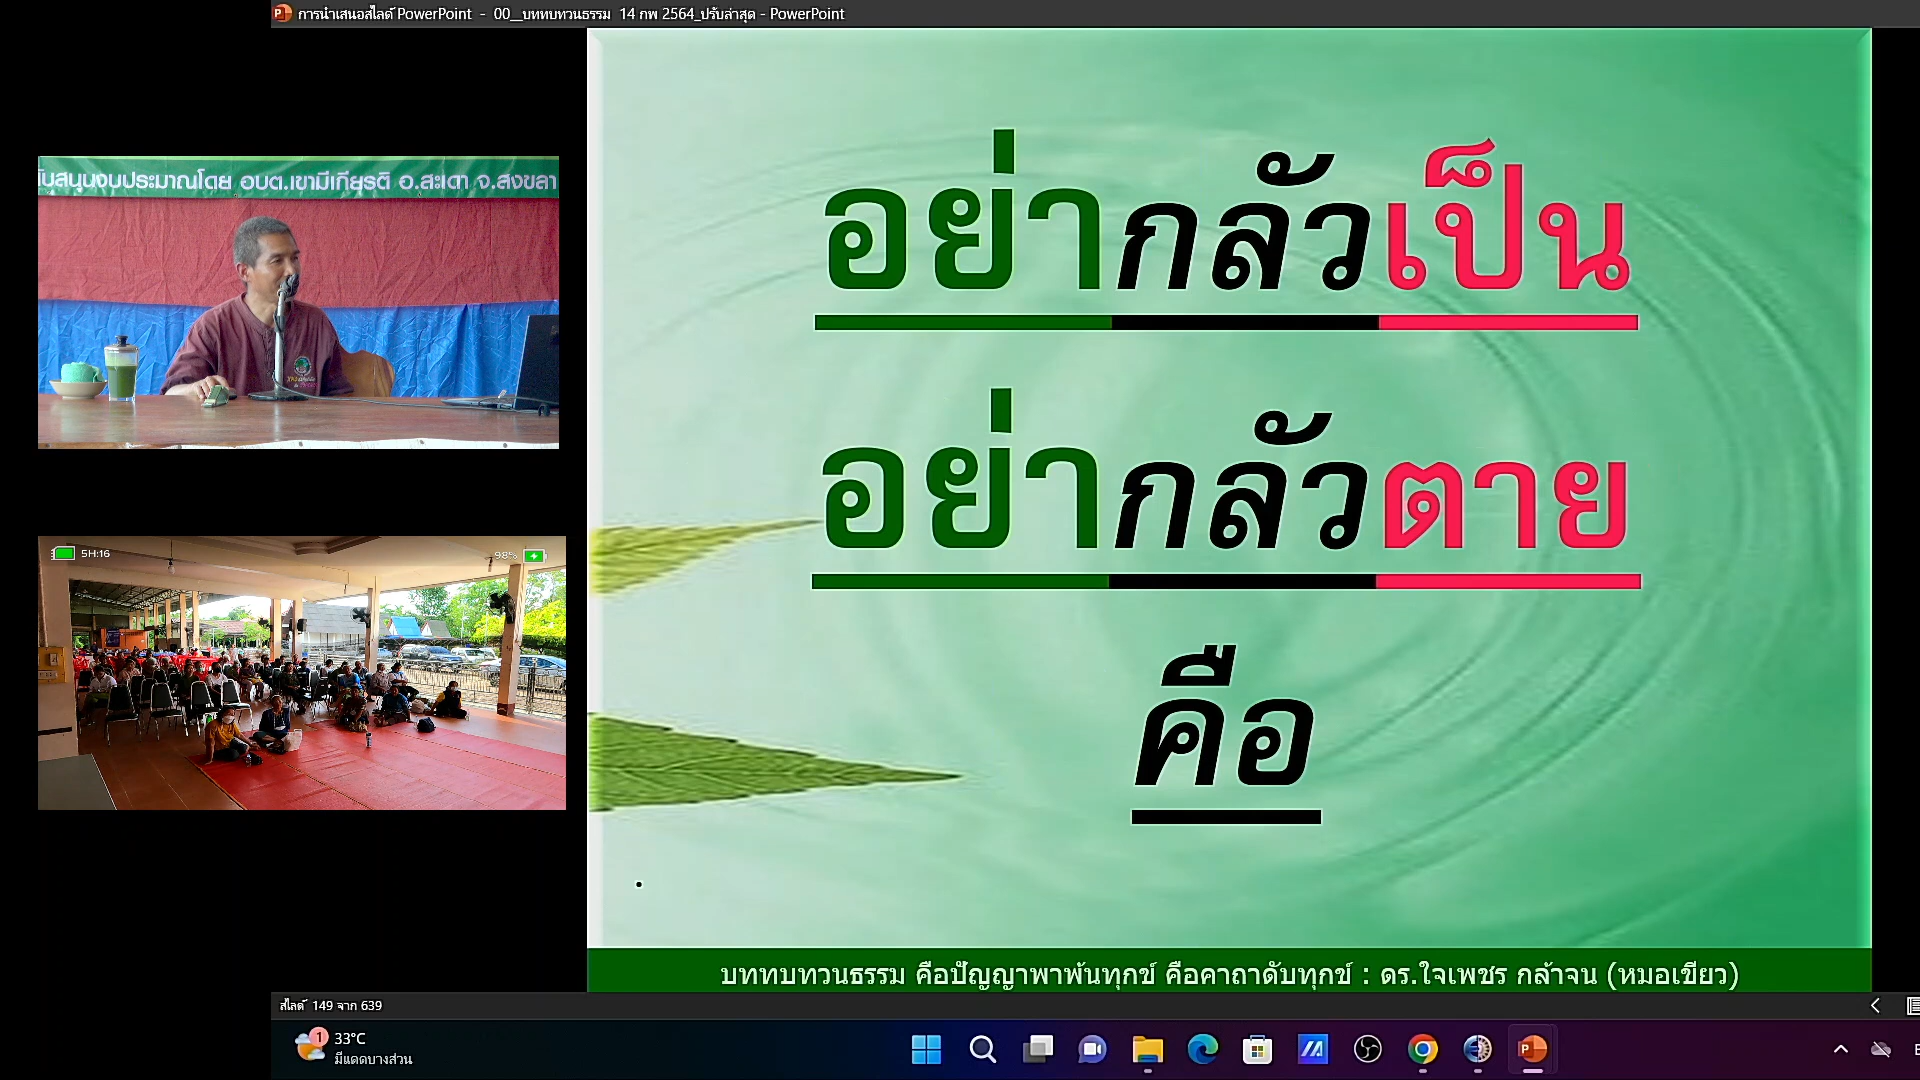 การนำเสนอสไลด์ PowerPoint - 00__บททบทวนธรรม 14 กพ 2564_ปรับล่าสุด - PowerPoint
บสนุนงบประมาณโดย อบต.เขามีเกียรติ อ.สะเดา จ.สงขลา
อย่ากลัวเป็น
อย่ากลัวตาย
คือ
5H:16
98%
บททบทวนธรรม คือปัญญาพาพ้นทุกข์ คือคาถาดับทุกข์ : ดร.ใจเพชร กล้าจน (หมอเขียว)
สไลด์ 149 จาก 639
1
33°C
มีแดดบางส่วน